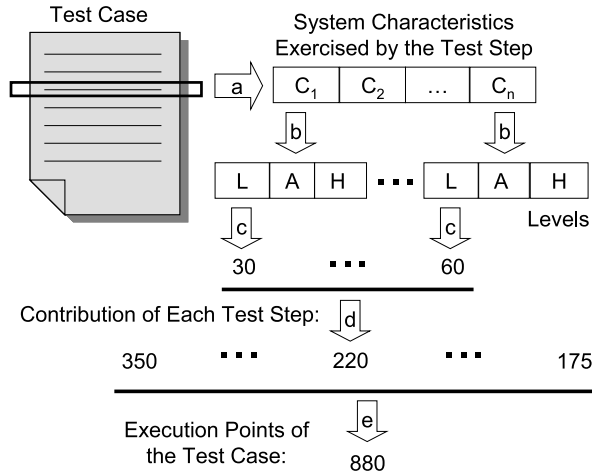 Test Case
System Characteristics
Exercised by the Test Step
a
C1 C2 ... Cn
b b
L A H ... L A H
Levels
c c
30 ... 60
Contribution of Each Test Step: d
350 ... 220 ... 175
Execution Points of
the Test Case:
e
880